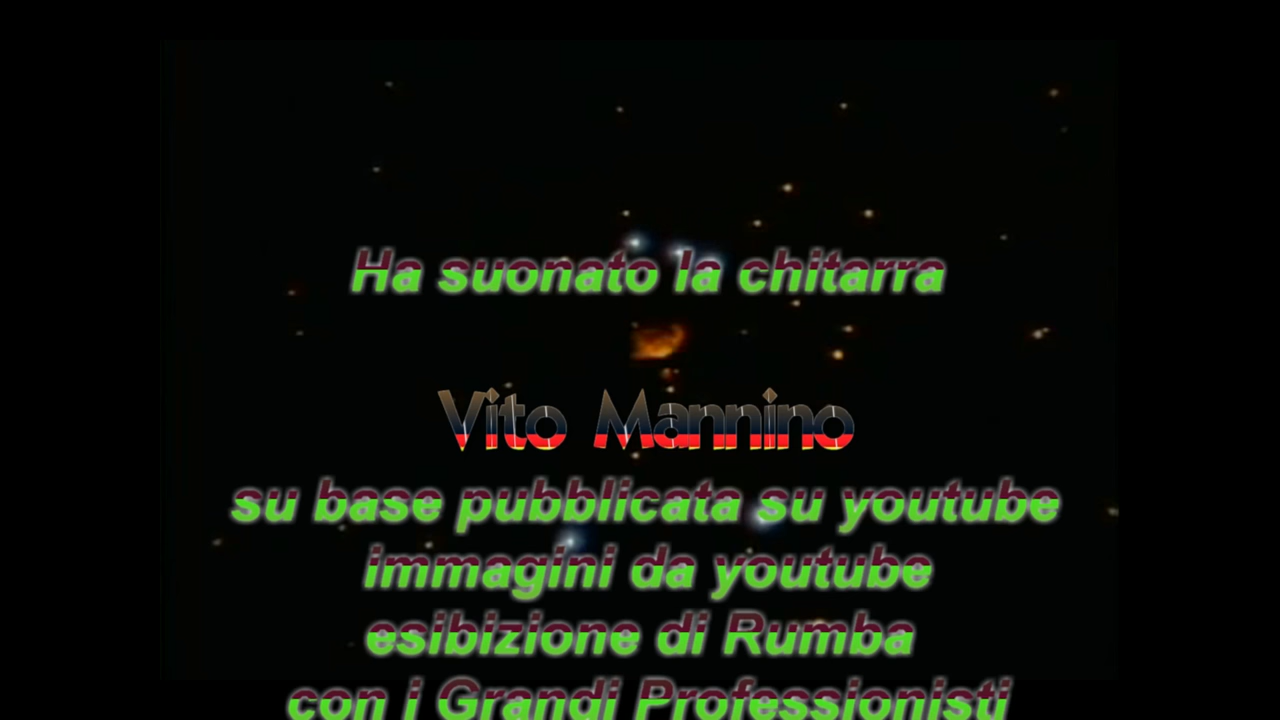 Ha suonato la chitarra
Vito Mannino
su base pubblicata su youtube
immagini da youtube
esibizione di Rumba
con i Grandi Professionisti